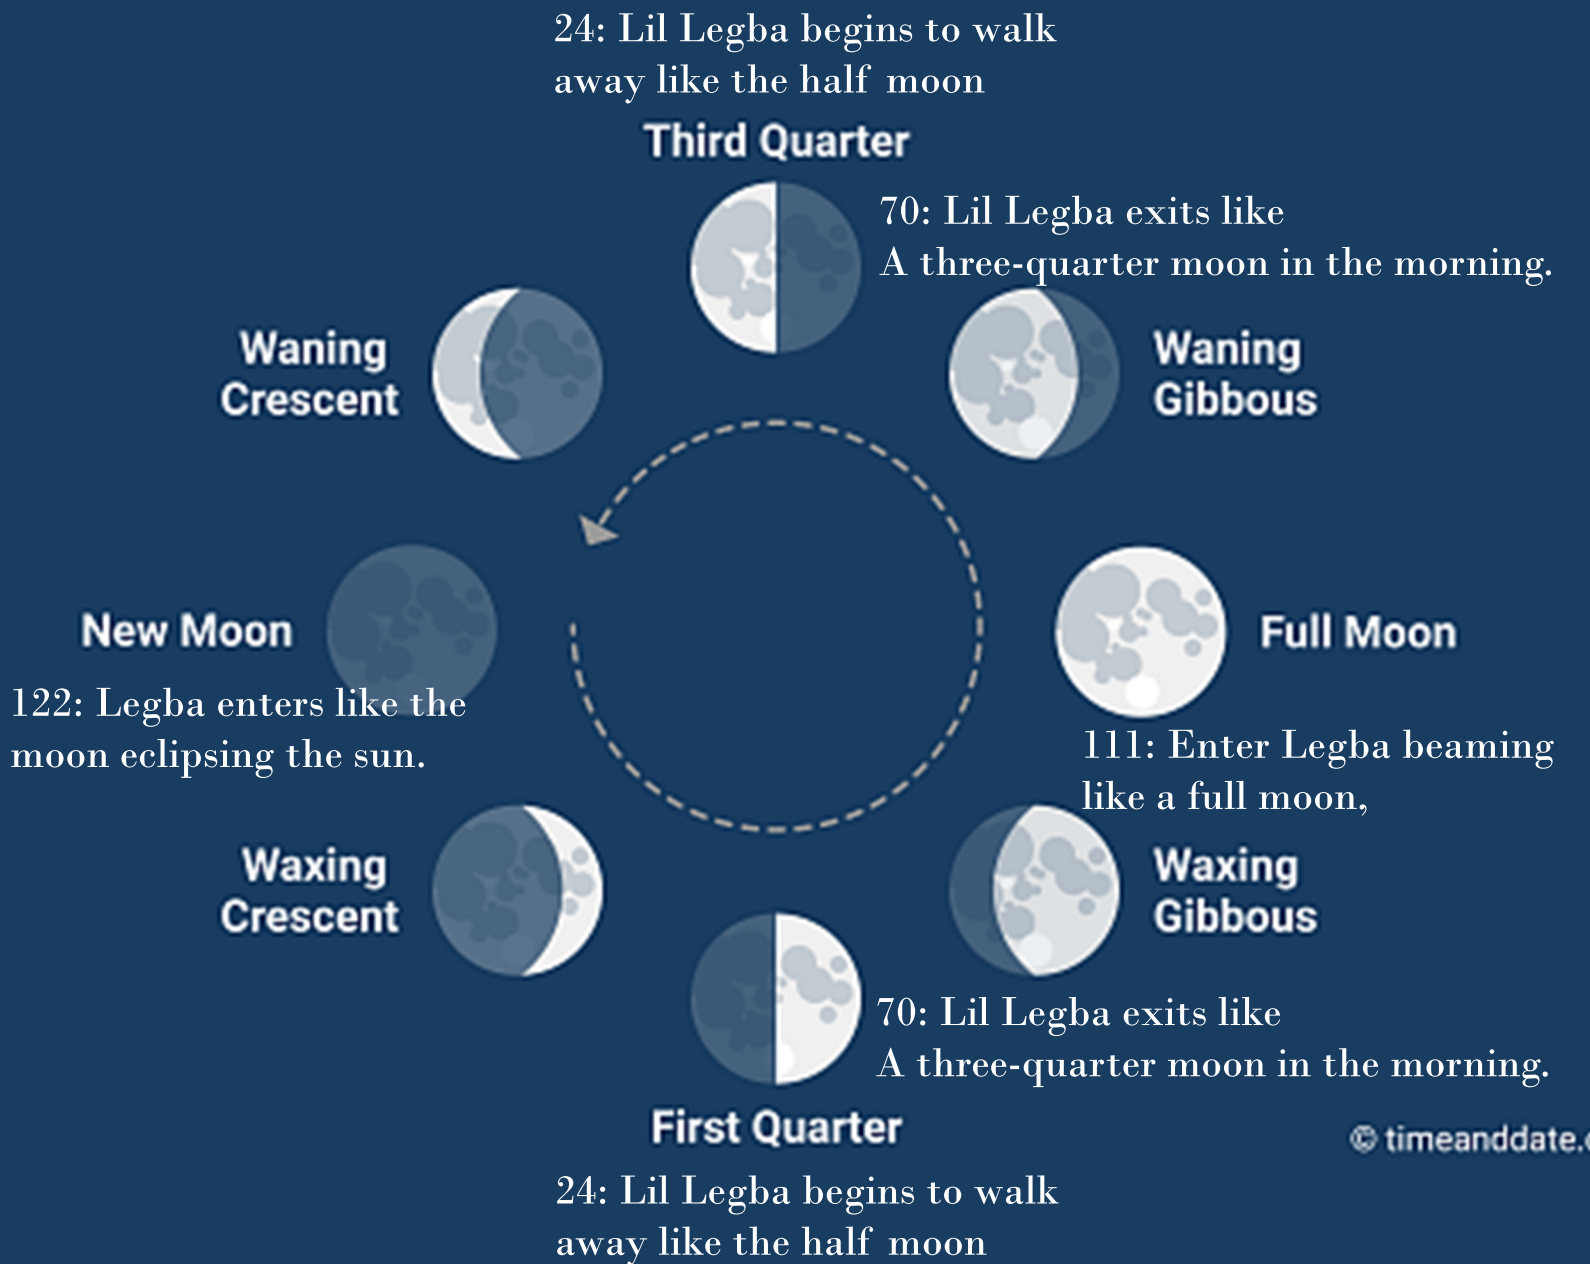 24: Lil Legba begins to walk
away like the half moon
Third Quarter
70: Lil Legba exits like
A three-quarter moon in the morning.
Waning
Crescent
Waning
Gibbous
New Moon
Full Moon
122: Legba enters like the
moon eclipsing the sun.
111: Enter Legba beaming
like a full moon,
Waxing
Crescent
Waxing
Gibbous
70: Lil Legba exits like
A three-quarter moon in the morning.
First Quarter
© timeanddate.c
24: Lil Legba begins to walk
away like the half moon